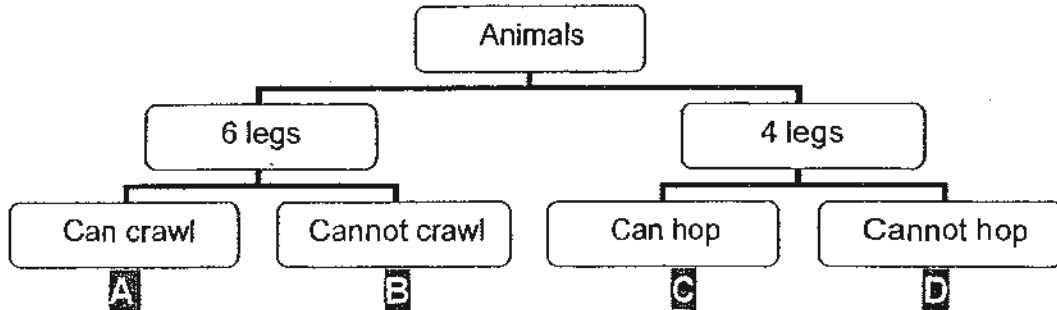 Animals
6 legs
4 legs
Can crawl
Cannot crawl
Can hop
Cannot hop
A
B
C
D